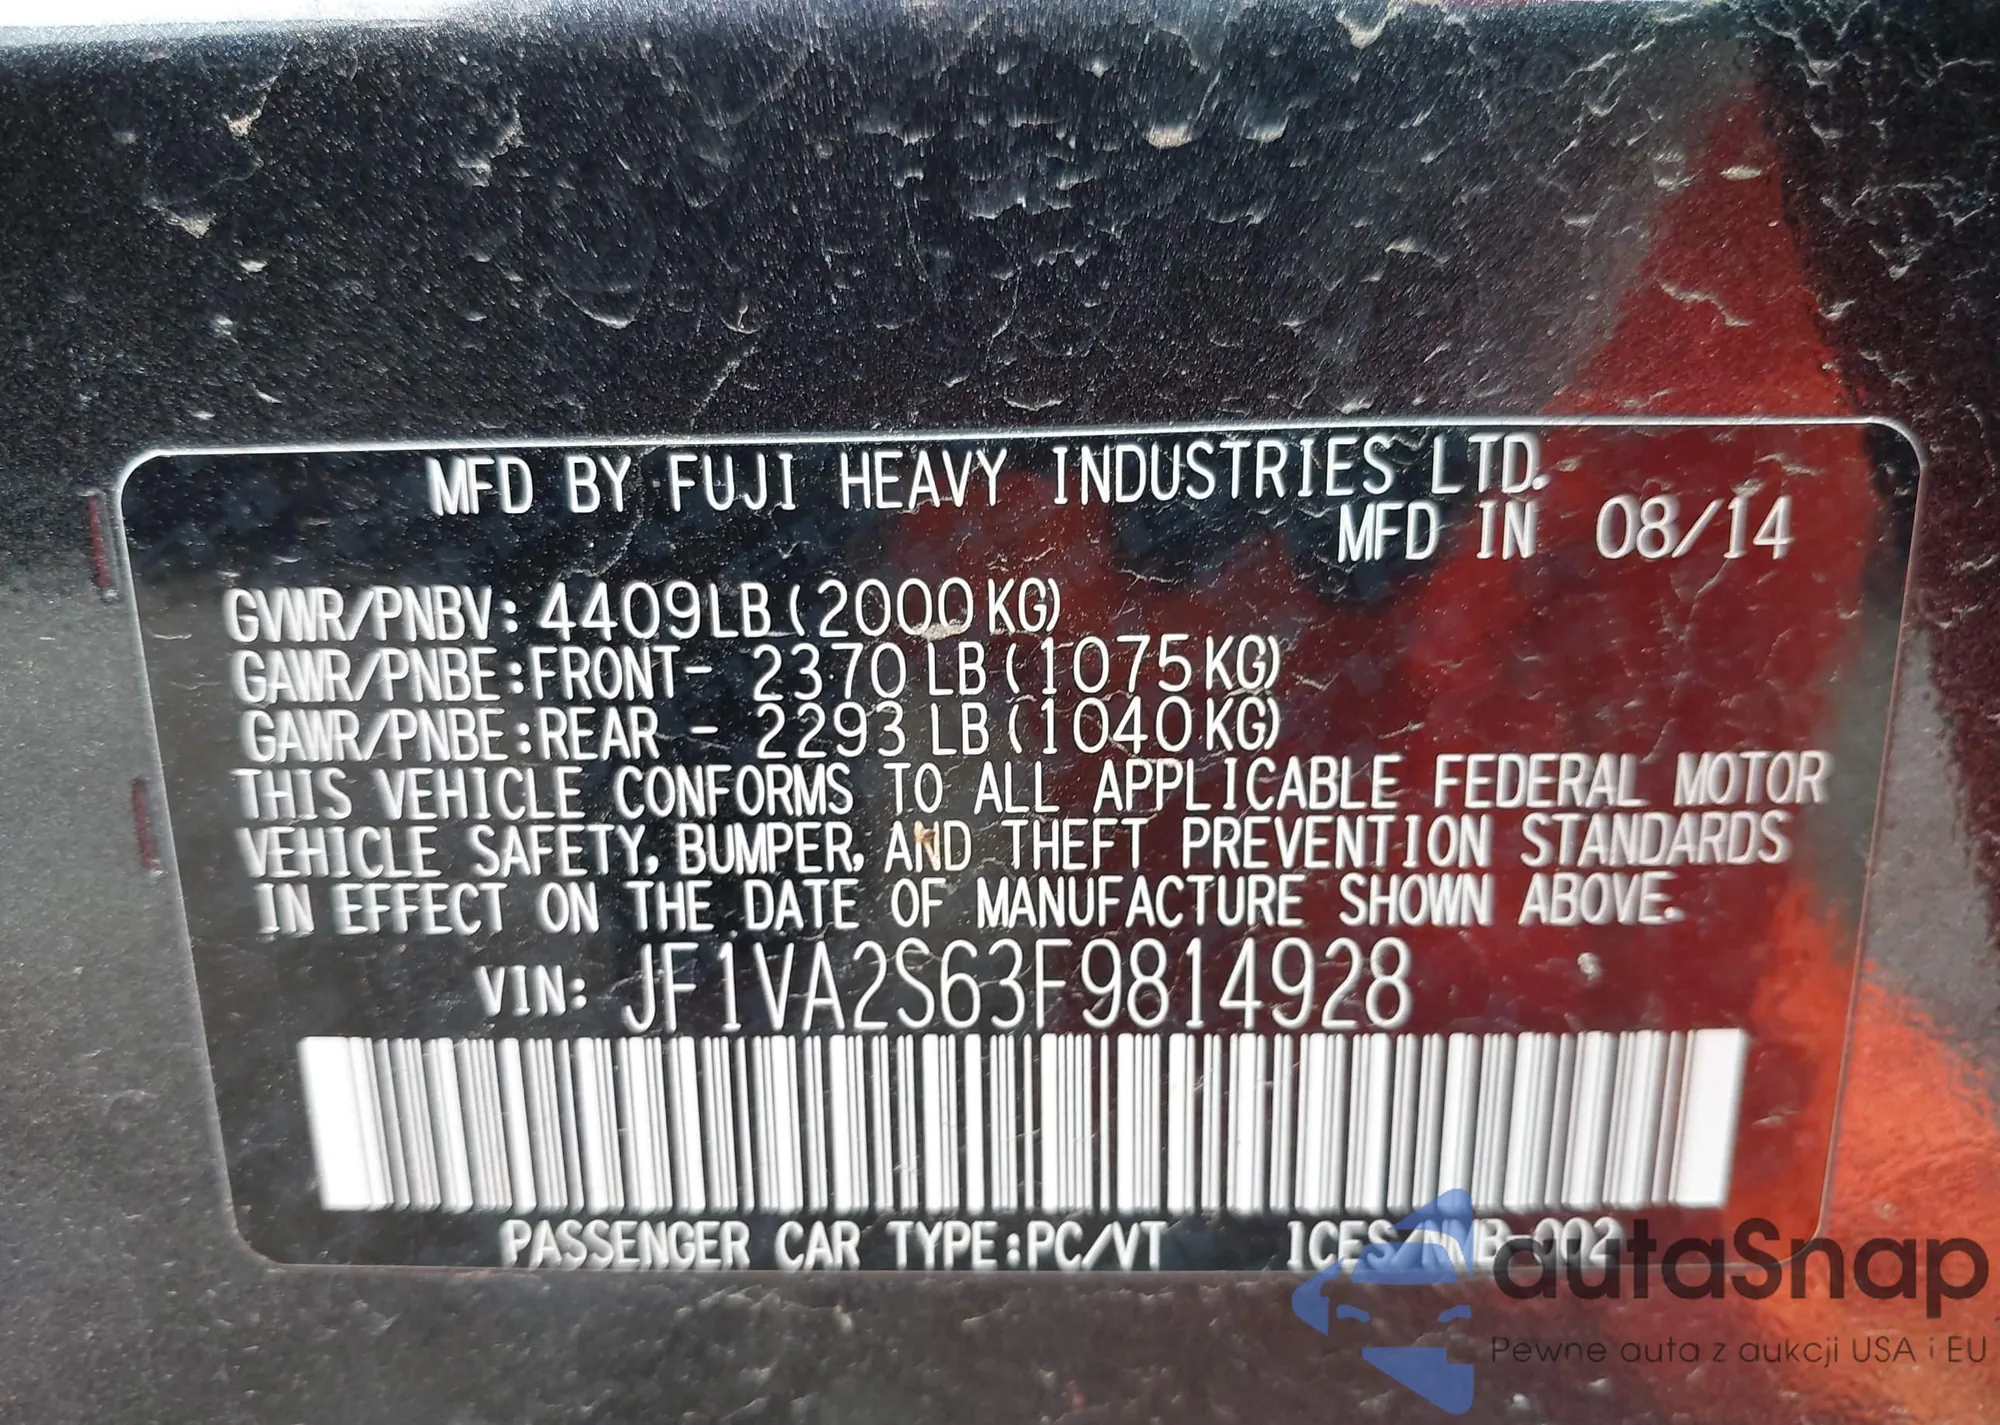 MFD BY FUJI HEAVY INDUSTRIES LTD.
MFD IN 08/14
GVWR/PNBV: 4409LB (2000KG)
GAWR/PNBE:FRONT- 2370 LB (1075KG)
GAWR/PNBE:REAR - 2293 LB (1040KG)
THIS VEHICLE CONFORMS TO ALL APPLICABLE FEDERAL MOTOR
VEHICLE SAFETY, BUMPER, AND THEFT PREVENTION STANDARDS
IN EFFECT ON THE DATE OF MANUFACTURE SHOWN ABOVE.
VIN: JF1VA2S63F9814928
PASSENGER CAR TYPE:PC/VT ICES/NMB-002
autaSnap
Pewne auta z aukcji USA i EU